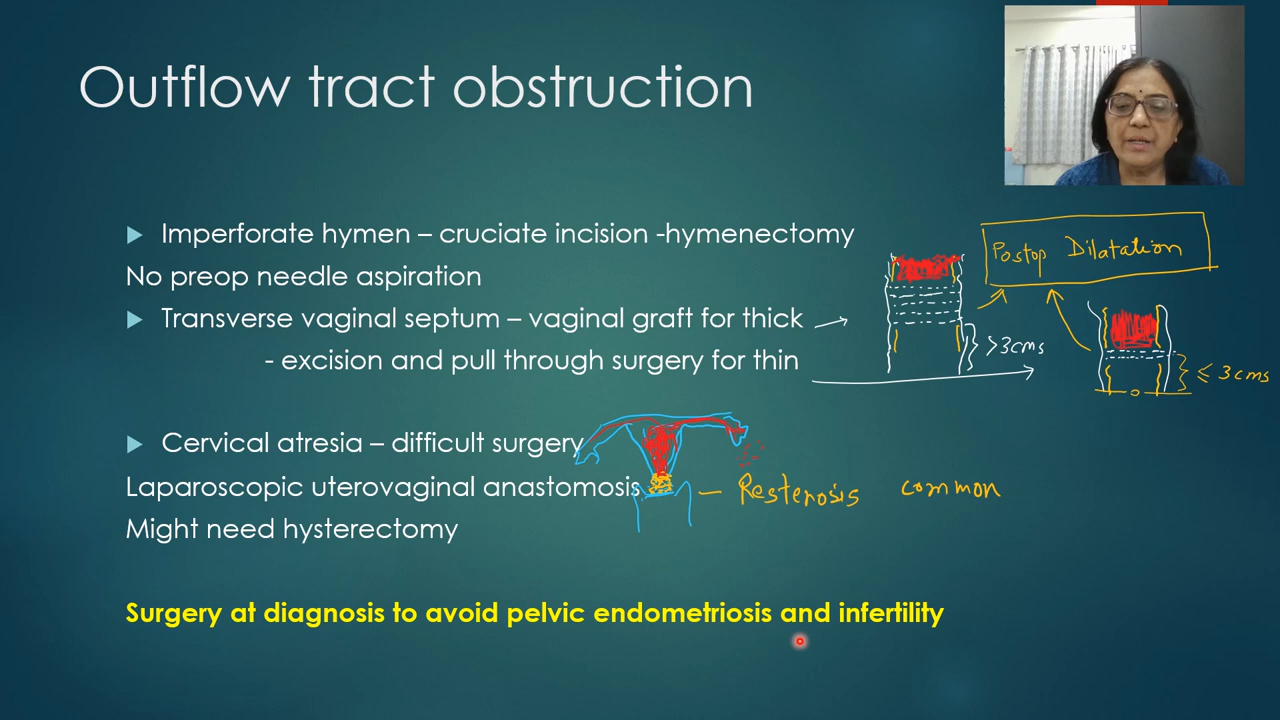 Outflow tract obstruction
Imperforate hymen – cruciate incision -hymenectomy
No preop needle aspiration
Transverse vaginal septum – vaginal graft for thick
- excision and pull through surgery for thin
Postop Dilatation
>3cms
≤ 3cms
Cervical atresia – difficult surgery
Laparoscopic uterovaginal anastomosis
– Restenosis common
Might need hysterectomy
Surgery at diagnosis to avoid pelvic endometriosis and infertility